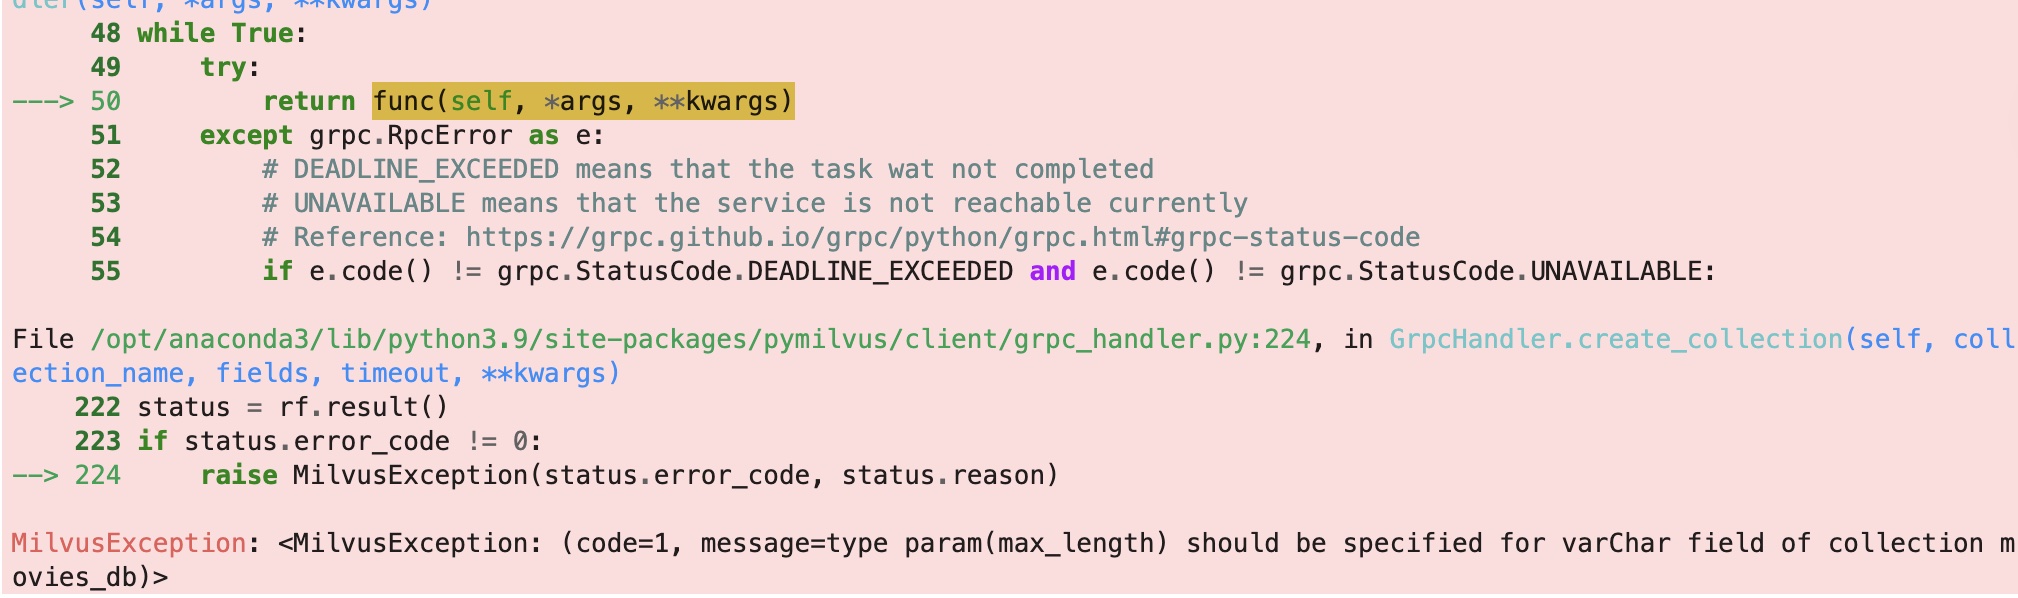 dler(self, *args, **kwargs)
48 while True:
49     try:
---> 50         return func(self, *args, **kwargs)
51     except grpc.RpcError as e:
52         # DEADLINE_EXCEEDED means that the task wat not completed
53         # UNAVAILABLE means that the service is not reachable currently
54         # Reference: https://grpc.github.io/grpc/python/grpc.html#grpc-status-code
55         if e.code() != grpc.StatusCode.DEADLINE_EXCEEDED and e.code() != grpc.StatusCode.UNAVAILABLE:
File /opt/anaconda3/lib/python3.9/site-packages/pymilvus/client/grpc_handler.py:224, in GrpcHandler.create_collection(self, coll
ection_name, fields, timeout, **kwargs)
222 status = rf.result()
223 if status.error_code != 0:
--> 224     raise MilvusException(status.error_code, status.reason)
MilvusException: <MilvusException: (code=1, message=type param(max_length) should be specified for varChar field of collection m
ovies_db)>